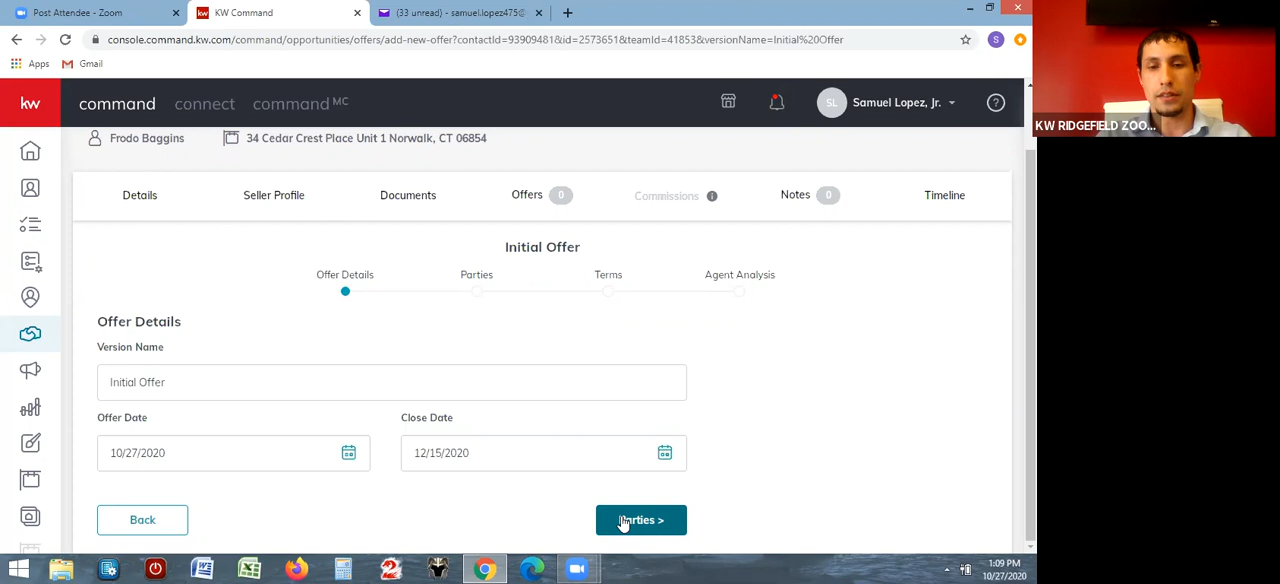 Post Attendee - Zoom
KW Command
(33 unread) - samuel.lopez475@
console.command.kw.com/command/opportunities/offers/add-new-offer?contactId=93909481&id=2573651&teamId=41853&versionName=Initial%20Offer
S
Apps
Gmail
kw
command
connect
command MC
SL
Samuel Lopez, Jr.
KW RIDGEFIELD ZOO...
Frodo Baggins
34 Cedar Crest Place Unit 1 Norwalk, CT 06854
Details
Seller Profile
Documents
Offers 0
Commissions
Notes 0
Timeline
Initial Offer
Offer Details
Parties
Terms
Agent Analysis
Offer Details
Version Name
Initial Offer
Offer Date
Close Date
10/27/2020
12/15/2020
Back
Parties >
1:09 PM
10/27/2020